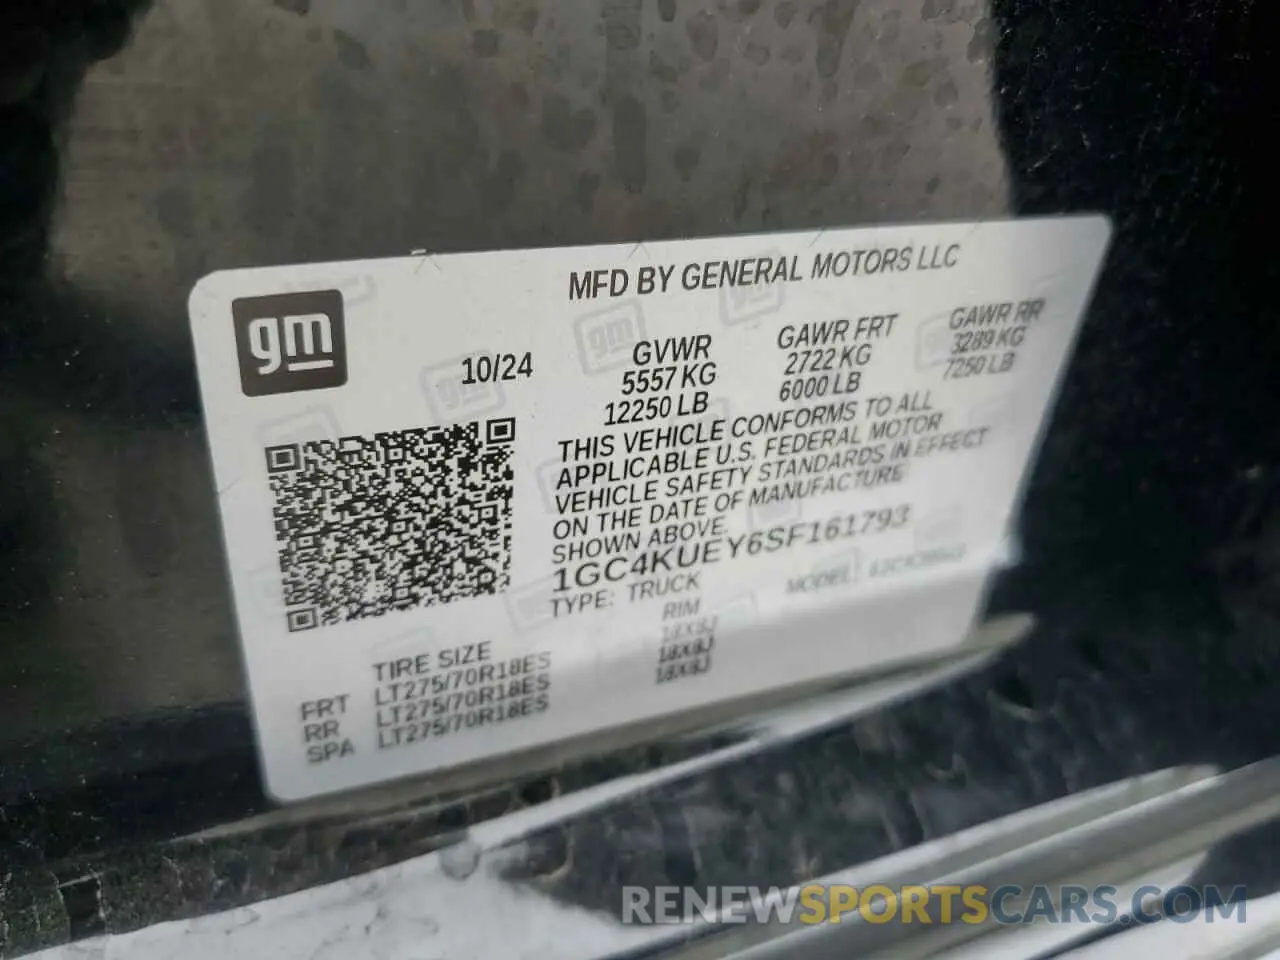 MFD BY GENERAL MOTORS LLC
gm
10/24
GVWR
5557 KG
12250 LB
GAWR FRT
2722 KG
6000 LB
GAWR RR
3289 KG
7250 LB
THIS VEHICLE CONFORMS TO ALL
APPLICABLE U.S. FEDERAL MOTOR
VEHICLE SAFETY STANDARDS IN EFFECT
ON THE DATE OF MANUFACTURE
SHOWN ABOVE.
1GC4KUEY6SF161793
TYPE: TRUCK MODEL:
TIRE SIZE RIM
FRT LT275/70R18ES 18X8J
RR LT275/70R18ES 18X8J
SPA LT275/70R18ES 18X8J
RENEWSPORTSCARS.COM